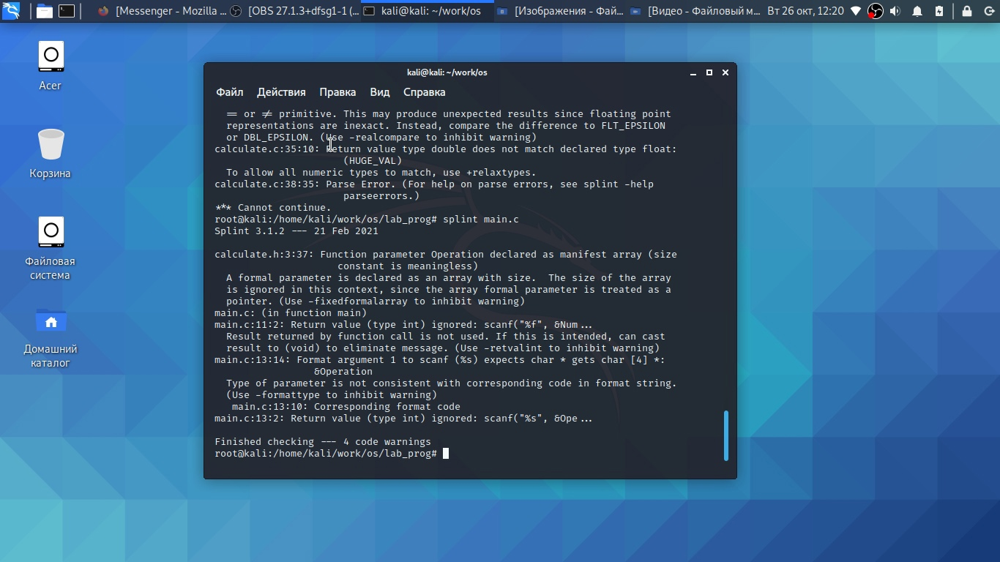 [Messenger - Mozilla ... [OBS 27.1.3+dfsg1-1 (... kali@kali: ~/work/os [Изображения - Фай... [Видео - Файловый м... Вт 26 окт, 12:20
Acer
Корзина
Файловая
система
Домашний
каталог
kali@kali: ~/work/os
Файл Действия Правка Вид Справка
== or != primitive. This may produce unexpected results since floating point
representations are inexact. Instead, compare the difference to FLT_EPSILON
or DBL_EPSILON. (Use -realcompare to inhibit warning)
calculate.c:35:10: Return value type double does not match declared type float:
(HUGE_VAL)
To allow all numeric types to match, use +relaxtypes.
calculate.c:38:35: Parse Error. (For help on parse errors, see splint -help
parseerrors.)
*** Cannot continue.
root@kali:/home/kali/work/os/lab_prog# splint main.c
Splint 3.1.2 --- 21 Feb 2021
calculate.h:3:37: Function parameter Operation declared as manifest array (size
constant is meaningless)
A formal parameter is declared as an array with size.  The size of the array
is ignored in this context, since the array formal parameter is treated as a
pointer. (Use -fixedformalarray to inhibit warning)
main.c: (in function main)
main.c:11:2: Return value (type int) ignored: scanf("%f", &Num...
Result returned by function call is not used. If this is intended, can cast
result to (void) to eliminate message. (Use -retvalint to inhibit warning)
main.c:13:14: Format argument 1 to scanf (%s) expects char * gets char [4] *:
&Operation
Type of parameter is not consistent with corresponding code in format string.
(Use -formattype to inhibit warning)
main.c:13:10: Corresponding format code
main.c:13:2: Return value (type int) ignored: scanf("%s", &Ope...
Finished checking --- 4 code warnings
root@kali:/home/kali/work/os/lab_prog#